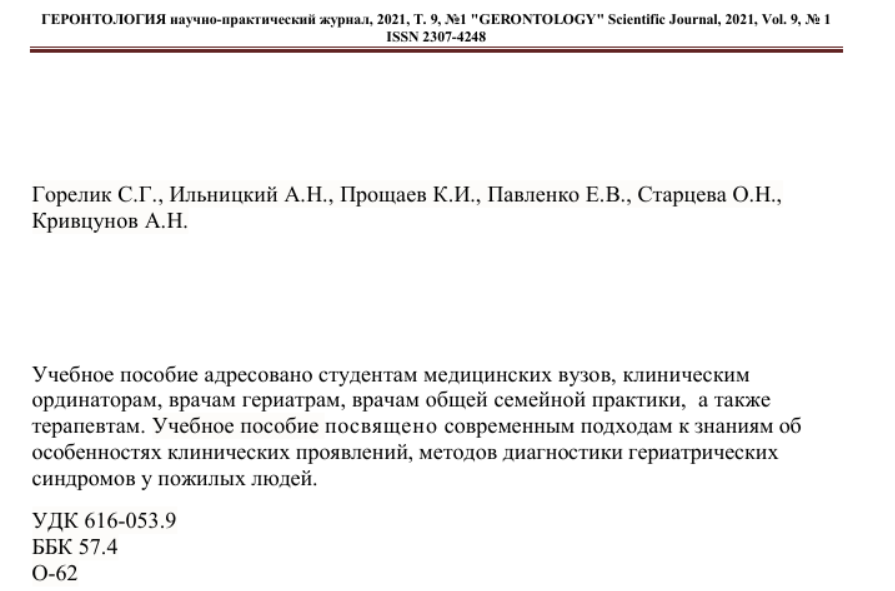 ГЕРОНТОЛОГИЯ научно-практический журнал, 2021, Т. 9, №1 "GERONTOLOGY" Scientific Journal, 2021, Vol. 9, № 1
ISSN 2307-4248
Горелик С.Г., Ильницкий А.Н., Прощаев К.И., Павленко Е.В., Старцева О.Н.,
Кривцунов А.Н.
Учебное пособие адресовано студентам медицинских вузов, клиническим
ординаторам, врачам гериатрам, врачам общей семейной практики, а также
терапевтам. Учебное пособие посвящено современным подходам к знаниям об
особенностях клинических проявлений, методов диагностики гериатрических
синдромов у пожилых людей.
УДК 616-053.9
ББК 57.4
О-62